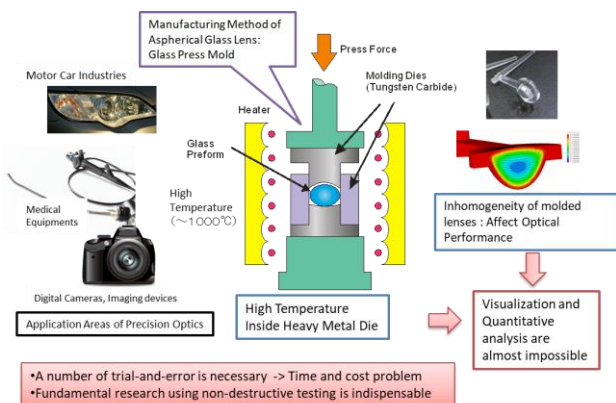 Manufacturing Method of
Aspherical Glass Lens:
Glass Press Mold
Press Force
Motor Car Industries
Molding Dies
(Tungsten Carbide)
Heater
Glass
Preform
High
Temperature
(～1000℃)
Medical
Equipments
Digital Cameras, Imaging devices
Application Areas of Precision Optics
High Temperature
Inside Heavy Metal Die
Inhomogeneity of molded
lenses : Affect Optical
Performance
Visualization and
Quantitative
analysis are
almost impossible
•A number of trial-and-error is necessary -> Time and cost problem
•Fundamental research using non-destructive testing is indispensable